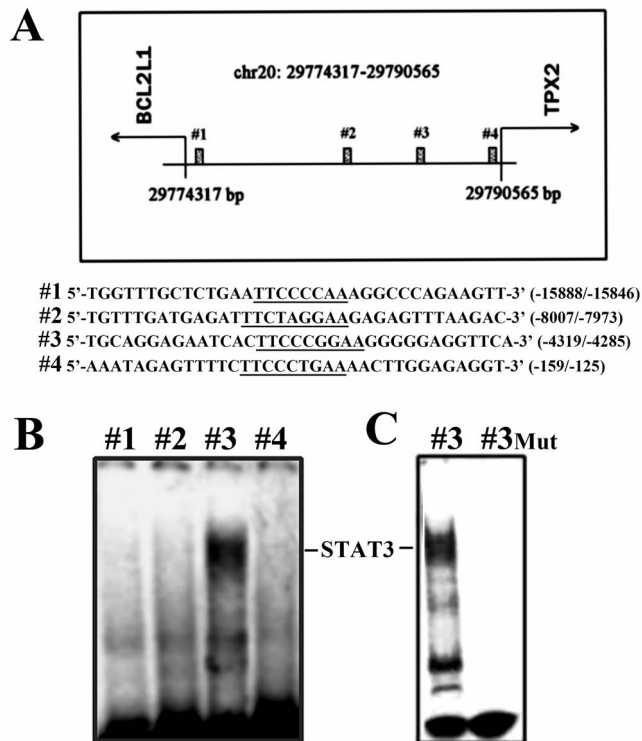 A
chr20: 29774317-29790565
BCL2L1
TPX2
#1 #2 #3 #4
29774317 bp 29790565 bp
#1 5'-TGGTTTGCTCTGAATTCCCCAAAGGCCCAGAAGTT-3' (-15888/-15846)
#2 5'-TGTTTGATGAGATTTCTAGGAAGAGAGTTTAAGAC-3' (-8007/-7973)
#3 5'-TGCAGGAGAATCACTTCCCGGAAGGGGGAGGTTCA-3' (-4319/-4285)
#4 5'-AAATAGAGTTTTCTTCCCTGAAAACTTGGAGAGGT-3' (-159/-125)
B C
#1 #2 #3 #4 #3 #3Mut
STAT3